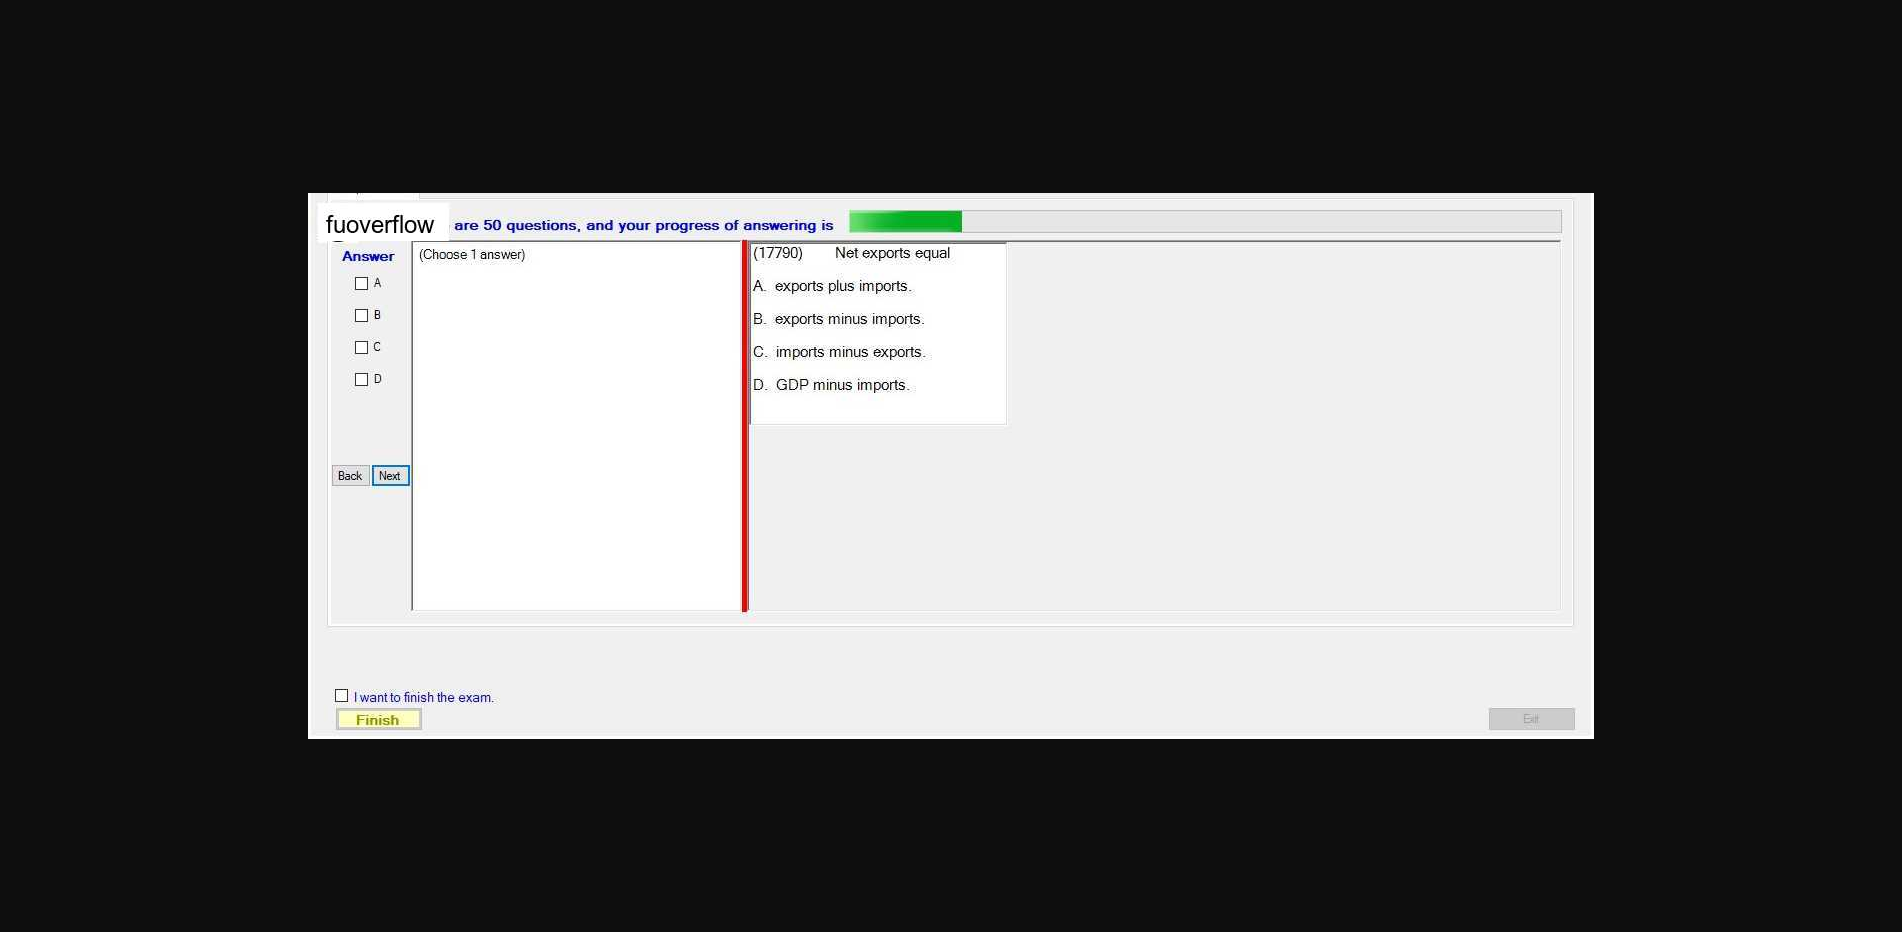 fuoverflow are 50 questions, and your progress of answering is
Answer
(Choose 1 answer)
A
B
C
D
Back Next
(17790) Net exports equal
A. exports plus imports.
B. exports minus imports.
C. imports minus exports.
D. GDP minus imports.
I want to finish the exam.
Finish
Exit